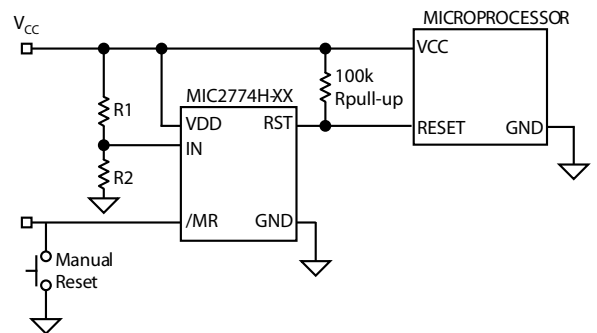 MICROPROCESSOR
VCC
VCC
100k
Rpull-up
R1
MIC2774H-XX
VDD
RST
RESET
GND
IN
R2
/MR
GND
Manual
Reset